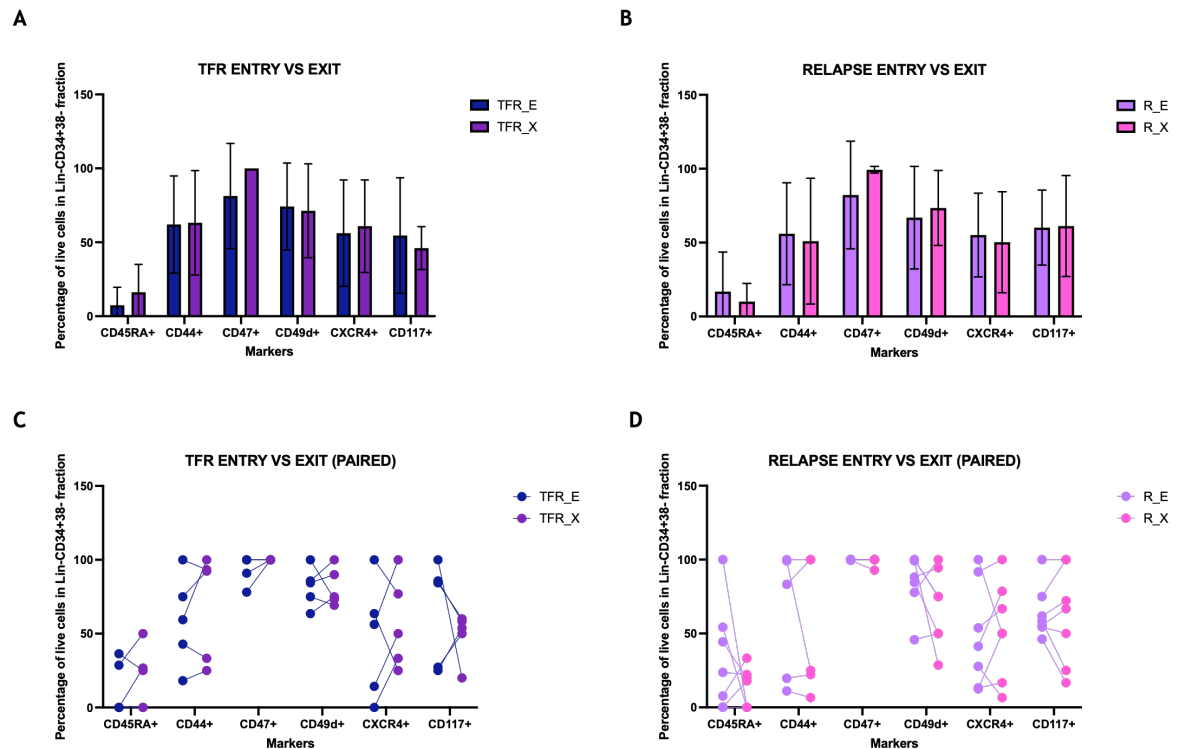 A
TFR ENTRY VS EXIT
Percentage of live cells in Lin-CD34+38- fraction
150
100
50
0
CD45RA+ CD44+ CD47+ CD49d+ CXCR4+ CD117+
Markers
TFR_E
TFR_X
B
RELAPSE ENTRY VS EXIT
Percentage of live cells in Lin-CD34+38- fraction
150
100
50
0
CD45RA+ CD44+ CD47+ CD49d+ CXCR4+ CD117+
Markers
R_E
R_X
C
TFR ENTRY VS EXIT (PAIRED)
Percentage of live cells in Lin-CD34+38- fraction
150
100
50
0
CD45RA+ CD44+ CD47+ CD49d+ CXCR4+ CD117+
Markers
TFR_E
TFR_X
D
RELAPSE ENTRY VS EXIT (PAIRED)
Percentage of live cells in Lin-CD34+38- fraction
150
100
50
0
CD45RA+ CD44+ CD47+ CD49d+ CXCR4+ CD117+
Markers
R_E
R_X